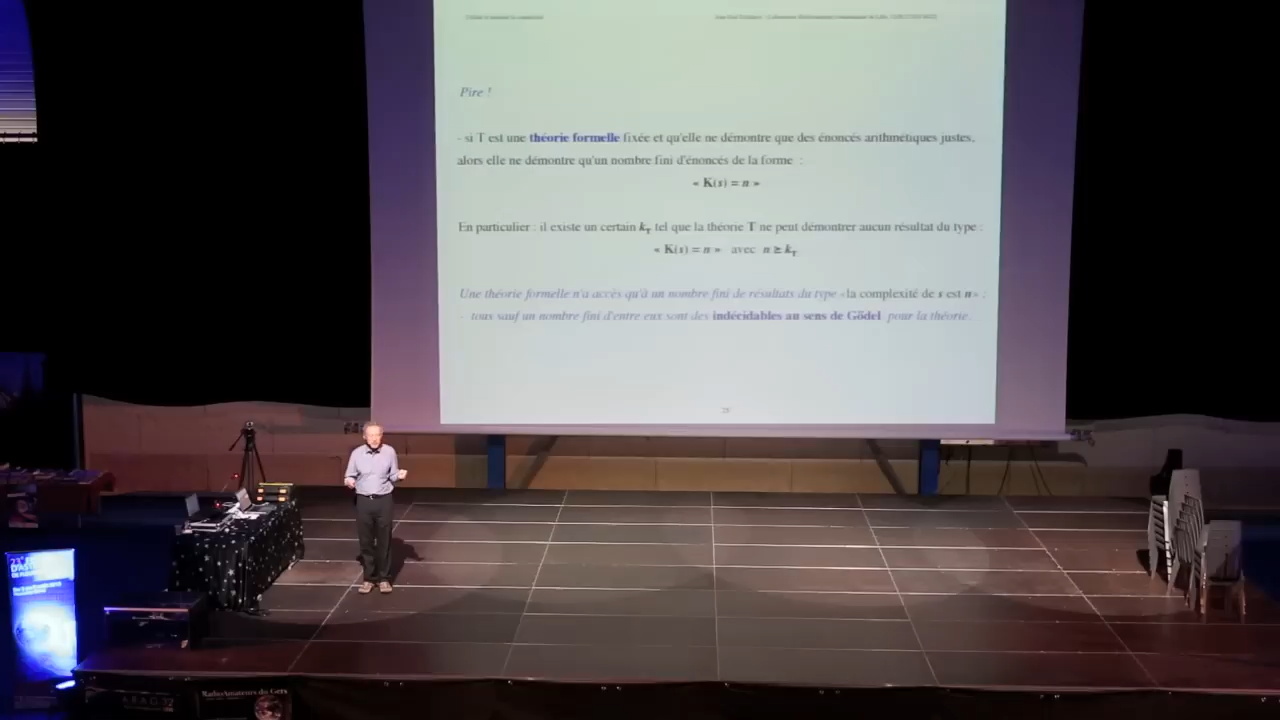 Pire !
- si T est une théorie formelle fixée et qu'elle ne démontre que des énoncés arithmétiques justes,
alors elle ne démontre qu'un nombre fini d'énoncés de la forme :
« K(s) = n »
En particulier : il existe un certain kT tel que la théorie T ne peut démontrer aucun résultat du type :
« K(s) = n » avec n ≥ kT
Une théorie formelle n'a accès qu'à un nombre fini de résultats du type «la complexité de s est n» :
- tous sauf un nombre fini d'entre eux sont des indécidables au sens de Gödel pour la théorie.
RadioAmateurs du Gers